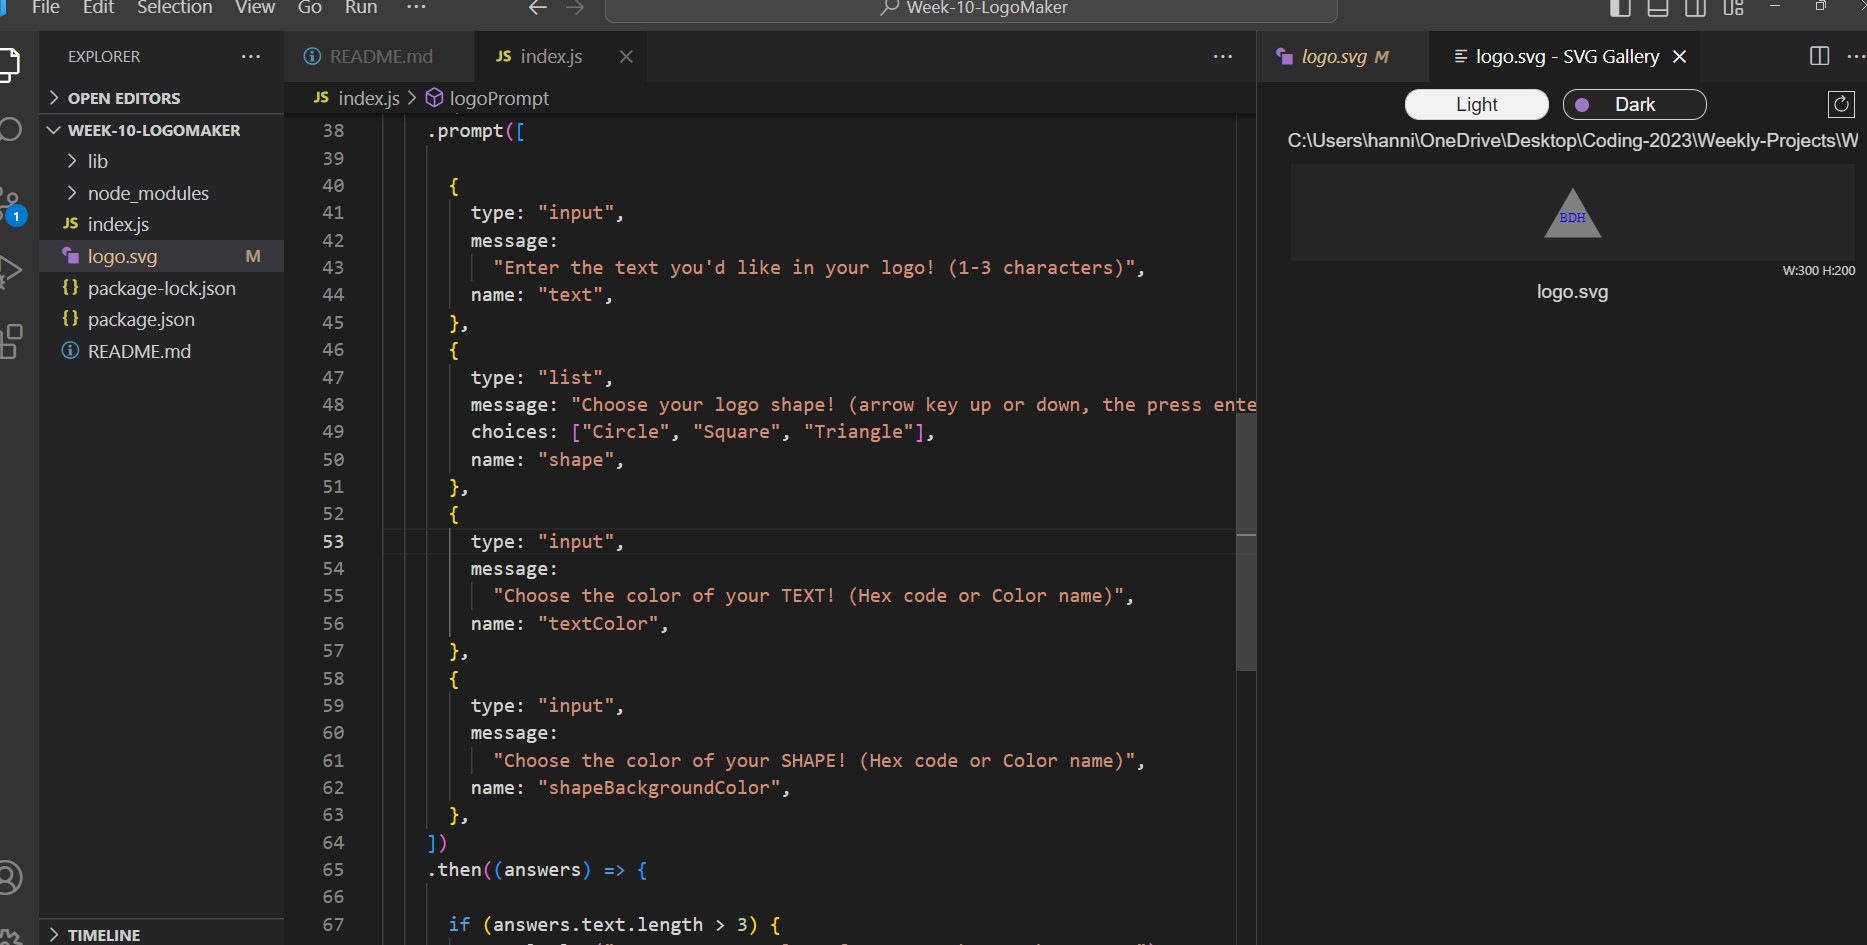 File Edit Selection View Go Run ···
Week-10-LogoMaker
EXPLORER
OPEN EDITORS
WEEK-10-LOGOMAKER
lib
node_modules
JS index.js
logo.svg M
{} package-lock.json
{} package.json
README.md
1
TIMELINE
README.md
JS index.js
JS index.js > logoPrompt
38 .prompt([
39
40 {
41 type: "input",
42 message:
43 "Enter the text you'd like in your logo! (1-3 characters)",
44 name: "text",
45 },
46 {
47 type: "list",
48 message: "Choose your logo shape! (arrow key up or down, the press ente
49 choices: ["Circle", "Square", "Triangle"],
50 name: "shape",
51 },
52 {
53 type: "input",
54 message:
55 "Choose the color of your TEXT! (Hex code or Color name)",
56 name: "textColor",
57 },
58 {
59 type: "input",
60 message:
61 "Choose the color of your SHAPE! (Hex code or Color name)",
62 name: "shapeBackgroundColor",
63 },
64 ])
65 .then((answers) => {
66
67 if (answers.text.length > 3) {
logo.svg M
logo.svg - SVG Gallery
Light Dark
C:\Users\hanni\OneDrive\Desktop\Coding-2023\Weekly-Projects\W
BDH
W:300 H:200
logo.svg